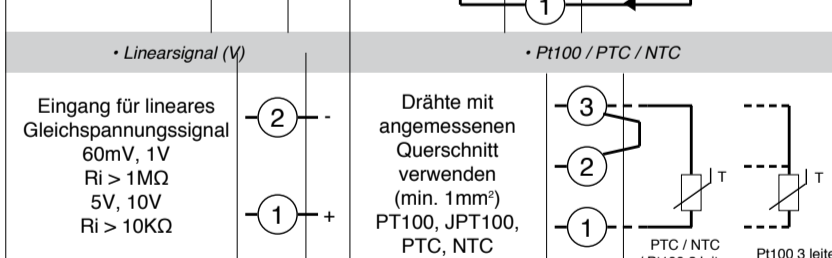 1
• Linearsignal (V)
• Pt100 / PTC / NTC
Eingang für lineares
Gleichspannungssignal
60mV, 1V
Ri > 1MΩ
5V, 10V
Ri > 10KΩ
2 -
1 +
Drähte mit
angemessenen
Querschnitt
verwenden
(min. 1mm²)
PT100, JPT100,
PTC, NTC
3
2
1
T
T
PTC / NTC
Pt100 3 leite